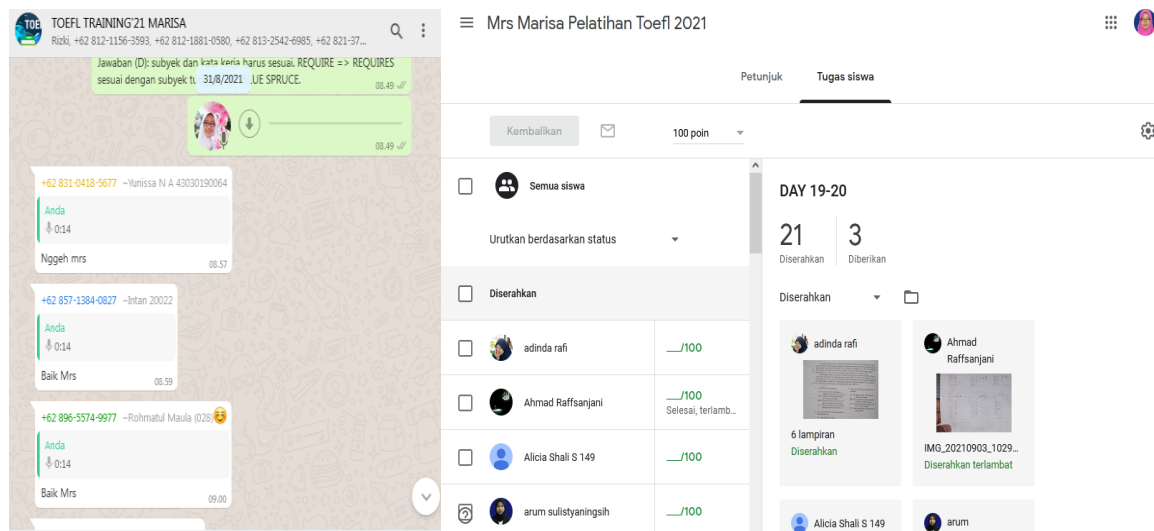 TOEFL TRAINING'21 MARISA
Rizki, +62 812-1156-3593, +62 812-1881-0580, +62 813-2542-6985, +62 821-37...
Jawaban (D): subyek dan kata kerja harus sesuai. REQUIRE => REQUIRES
sesuai dengan subyek tu
31/8/2021
UE SPRUCE.
08.49
08.49
+62 831-0418-5677 ~Yunissa N A 43030190064
Anda
0:14
Nggeh mrs
08.57
+62 857-1384-0827 ~Intan 20022
Anda
0:14
Baik Mrs
08.59
+62 896-5574-9977 ~Rohmatul Maula (028)
Anda
0:14
Baik Mrs
09.00
Mrs Marisa Pelatihan Toefl 2021
Petunjuk
Tugas siswa
Kembalikan
100 poin
Semua siswa
Urutkan berdasarkan status
Diserahkan
adinda rafi
__/100
Ahmad Raffsanjani
__/100
Selesai, terlamb...
Alicia Shali S 149
__/100
arum sulistyaningsih
__/100
DAY 19-20
21
Diserahkan
3
Diberikan
Diserahkan
adinda rafi
6 lampiran
Diserahkan
Ahmad
Raffsanjani
IMG_20210903_1029...
Diserahkan terlambat
Alicia Shali S 149
arum